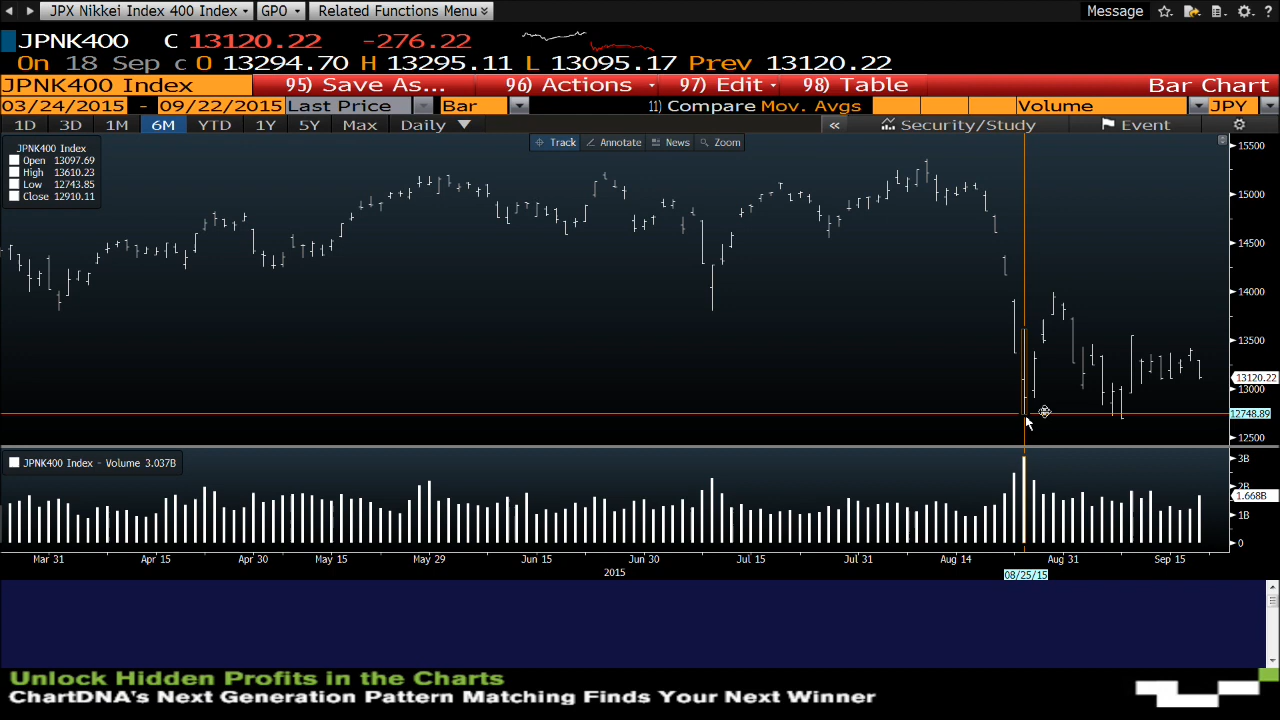 JPX Nikkei Index 400 Index GPO Related Functions Menu Message ?
JPNK400 C 13120.22 -276.22
On 18 Sep c O 13294.70 H 13295.11 L 13095.17 Prev 13120.22
JPNK400 Index 95) Save As... 96) Actions 97) Edit 98) Table Bar Chart
03/24/2015 - 09/22/2015 Last Price Bar 11) Compare Mov. Avgs Volume JPY
1D 3D 1M 6M YTD 1Y 5Y Max Daily « Security/Study Event
Track Annotate News Zoom
JPNK400 Index
Open 13097.69
High 13610.23
Low 12743.85
Close 12910.11
15500
15000
14500
14000
13500
13120.22
13000
12748.89
12500
JPNK400 Index - Volume 3.037B
3B
2B
1.668B
1B
0
Mar 31 Apr 15 Apr 30 May 15 May 29 Jun 15 Jun 30 Jul 15 Jul 31 Aug 14 Aug 31 Sep 15
2015
08/25/15
Unlock Hidden Profits in the Charts
ChartDNA's Next Generation Pattern Matching Finds Your Next Winner